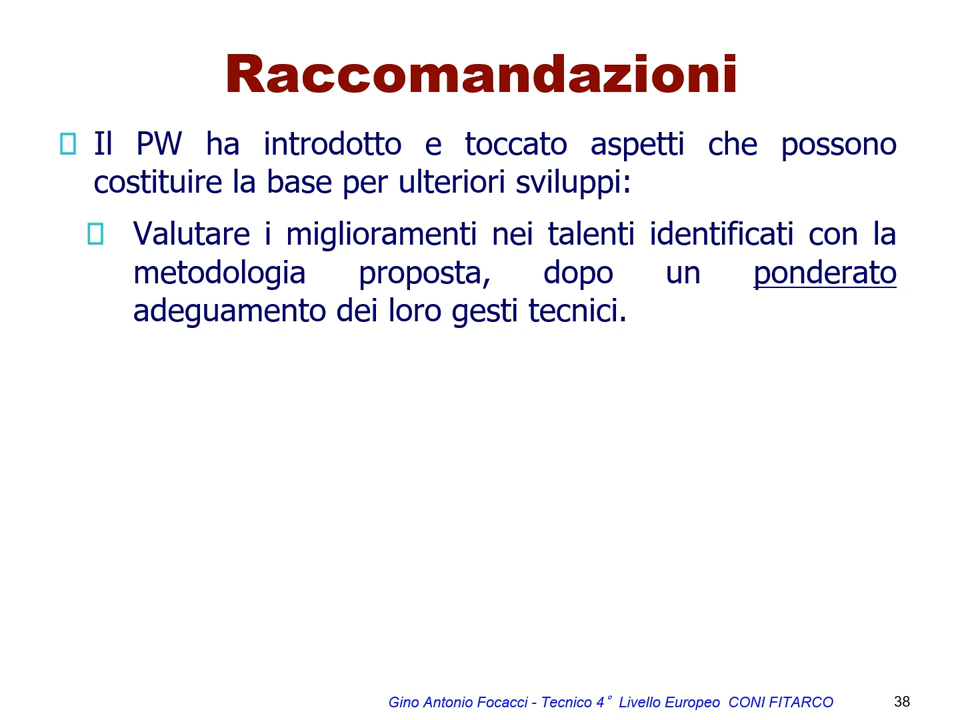 Raccomandazioni
Il PW ha introdotto e toccato aspetti che possono
costituire la base per ulteriori sviluppi:
Valutare i miglioramenti nei talenti identificati con la
metodologia proposta, dopo un ponderato
adeguamento dei loro gesti tecnici.
Gino Antonio Focacci - Tecnico 4° Livello Europeo CONI FITARCO
38